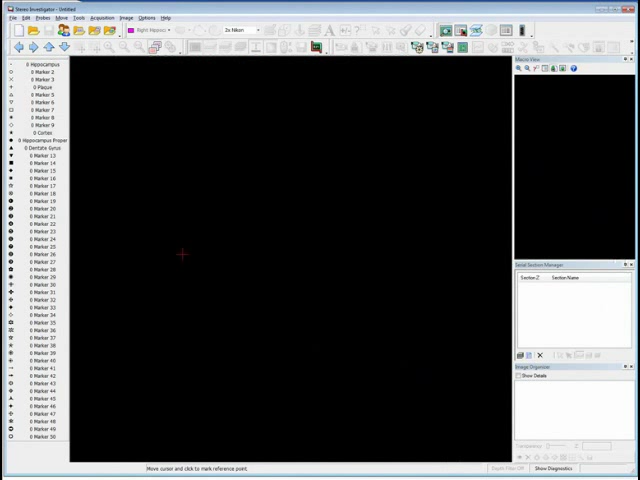 Stereo Investigator - Untitled
File Edit Probes Move Tools Acquisition Image Options Help
Right Hippoc 2x Nikon
Macro View
0 Hippocampus
0 Marker 2
0 Marker 3
0 Plaque
0 Marker 5
0 Marker 6
0 Marker 7
0 Marker 8
0 Marker 9
0 Cortex
0 Hippocampus Proper
0 Dentate Gyrus
0 Marker 13
0 Marker 14
0 Marker 15
0 Marker 16
0 Marker 17
0 Marker 18
0 Marker 19
0 Marker 20
0 Marker 21
0 Marker 22
0 Marker 23
0 Marker 24
0 Marker 25
0 Marker 26
0 Marker 27
0 Marker 28
0 Marker 29
0 Marker 30
0 Marker 31
0 Marker 32
0 Marker 33
0 Marker 34
0 Marker 35
0 Marker 36
0 Marker 37
0 Marker 38
0 Marker 39
0 Marker 40
0 Marker 41
0 Marker 42
0 Marker 43
0 Marker 44
0 Marker 45
0 Marker 46
0 Marker 47
0 Marker 48
0 Marker 49
0 Marker 50
Serial Section Manager
Section Z Section Name
Image Organizer
Show Details
Transparency
Z
Move cursor and click to mark reference point
Depth Filter Off Show Diagnostics